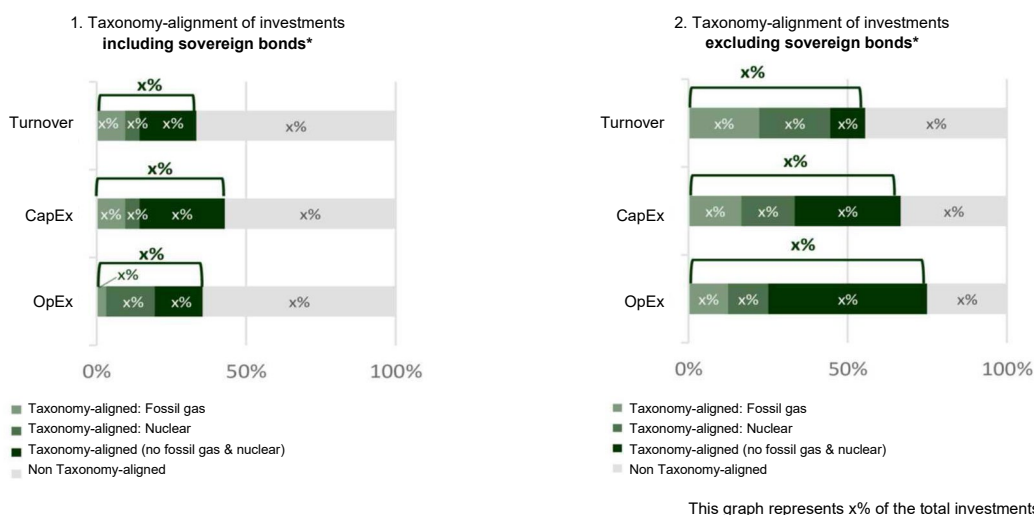 1. Taxonomy-alignment of investments
including sovereign bonds*
x%
Turnover
x% x% x% x%
x%
CapEx
x% x% x% x%
x%
x%
OpEx
x% x% x%
0% 50% 100%
Taxonomy-aligned: Fossil gas
Taxonomy-aligned: Nuclear
Taxonomy-aligned (no fossil gas & nuclear)
Non Taxonomy-aligned
2. Taxonomy-alignment of investments
excluding sovereign bonds*
x%
Turnover
x% x% x% x%
x%
CapEx
x% x% x% x%
x%
OpEx
x% x% x% x%
0% 50% 100%
Taxonomy-aligned: Fossil gas
Taxonomy-aligned: Nuclear
Taxonomy-aligned (no fossil gas & nuclear)
Non Taxonomy-aligned
This graph represents x% of the total investments